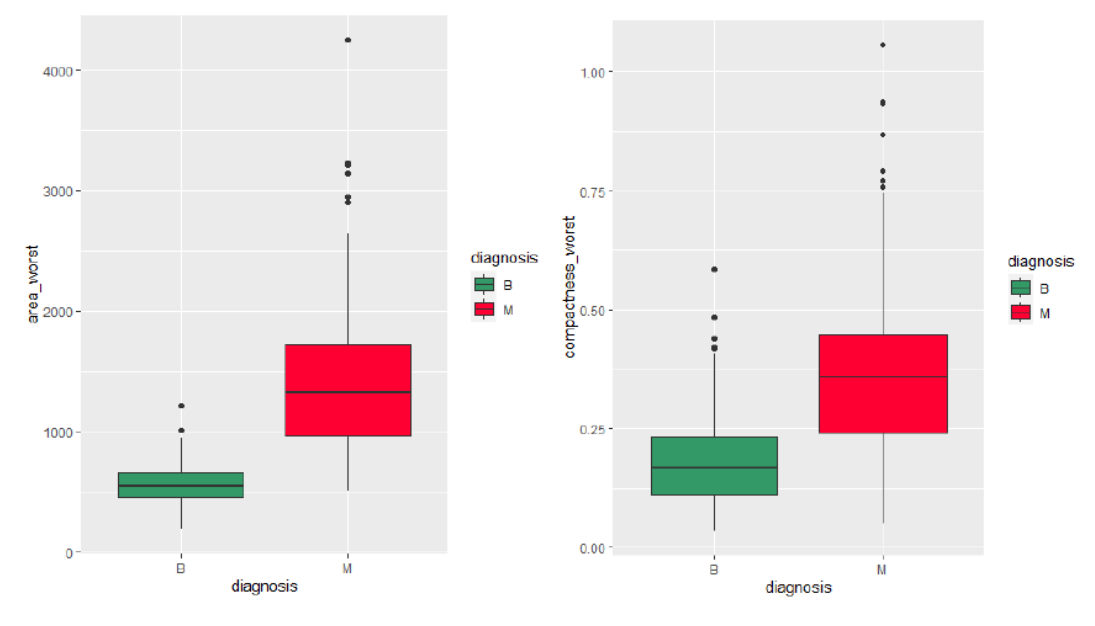 4000
3000
2000
1000
0
area_worst
B
M
diagnosis
diagnosis
B
M
1.00
0.75
0.50
0.25
0.00
compactness_worst
B
M
diagnosis
diagnosis
B
M